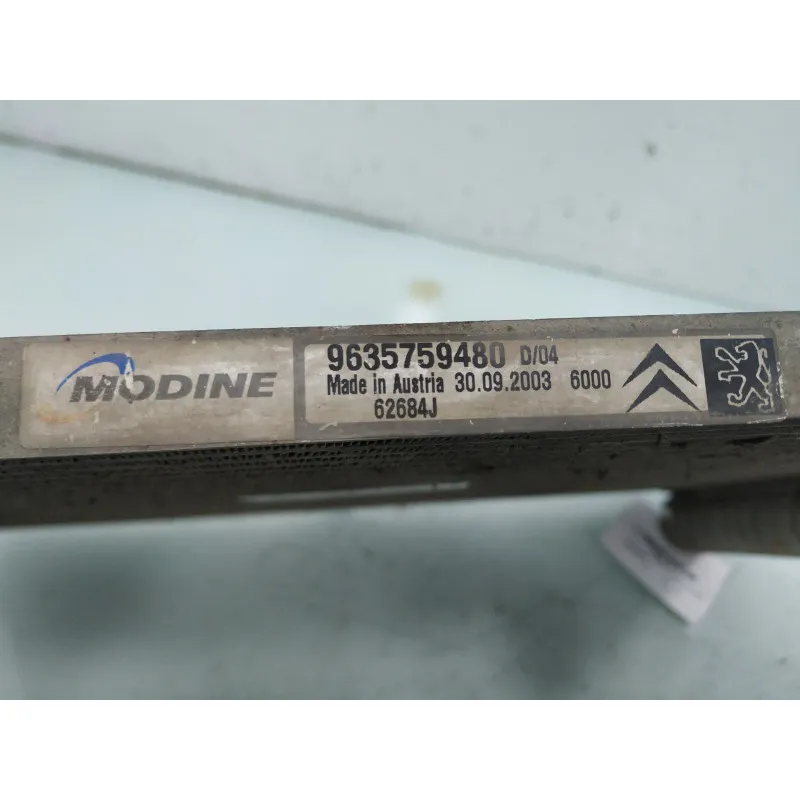 MODINE
9635759480 D/04
Made in Austria 30.09.2003 6000
62684J